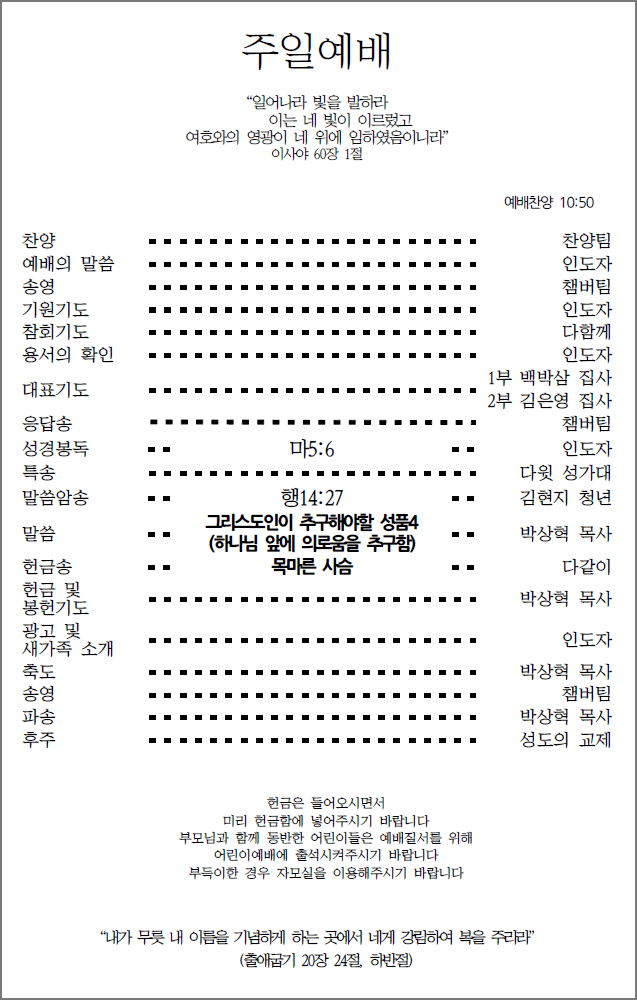 주일예배
“일어나라 빛을 발하라
이는 네 빛이 이르렀고
여호와의 영광이 네 위에 임하였음이니라”
이사야 60장 1절
예배찬양 10:50
찬양 찬양팀
예배의 말씀 인도자
송영 챔버팀
기원기도 인도자
참회기도 다함께
용서의 확인 인도자
대표기도 1부 백박삼 집사
2부 김은영 집사
응답송 챔버팀
성경봉독 마5:6 인도자
특송 다윗 성가대
말씀암송 행14:27 김현지 청년
말씀 그리스도인이 추구해야할 성품4 박상혁 목사
(하나님 앞에 의로움을 추구함)
헌금송 목마른 사슴 다같이
헌금 및
봉헌기도 박상혁 목사
광고 및
새가족 소개 인도자
축도 박상혁 목사
송영 챔버팀
파송 박상혁 목사
후주 성도의 교제
헌금은 들어오시면서
미리 헌금함에 넣어주시기 바랍니다
부모님과 함께 동반한 어린이들은 예배질서를 위해
어린이예배에 출석시켜주시기 바랍니다
부득이한 경우 자모실을 이용해주시기 바랍니다
“내가 무릇 내 이름을 기념하게 하는 곳에서 네게 강림하여 복을 주리라”
(출애굽기 20장 24절, 하반절)